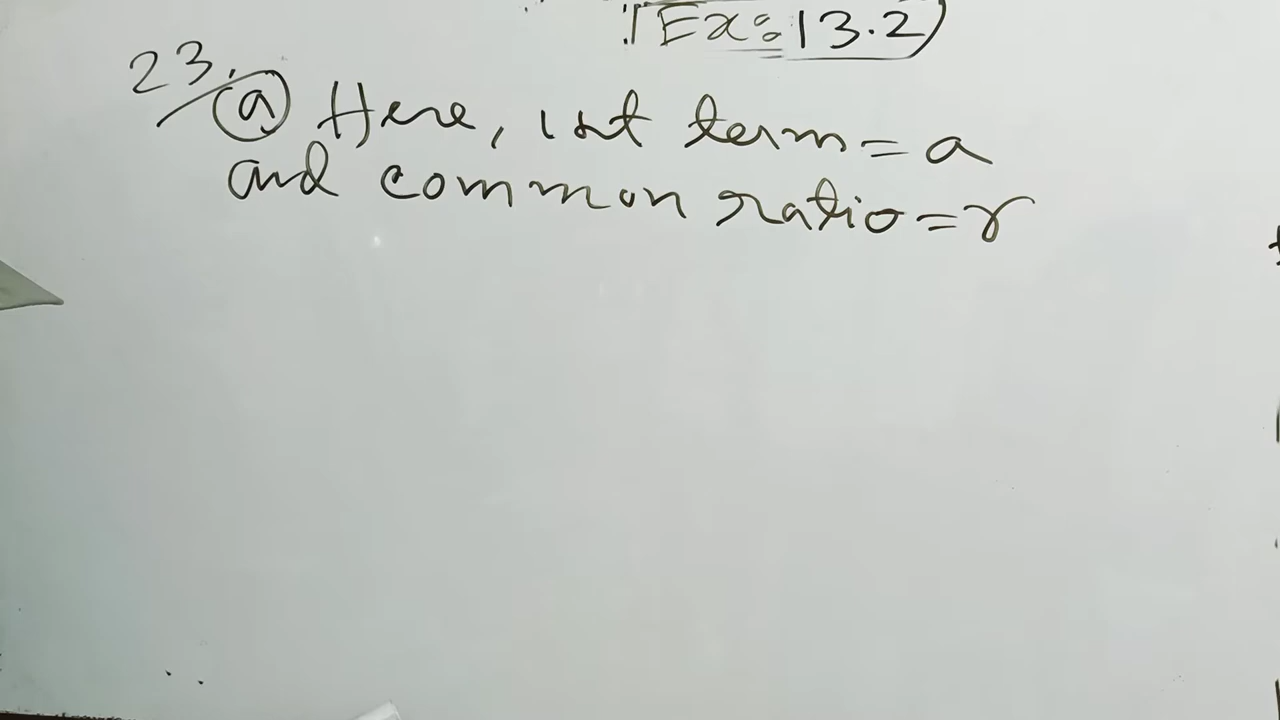 Ex: 13.2
23. (a) Here, 1st term = a
and common ratio = r